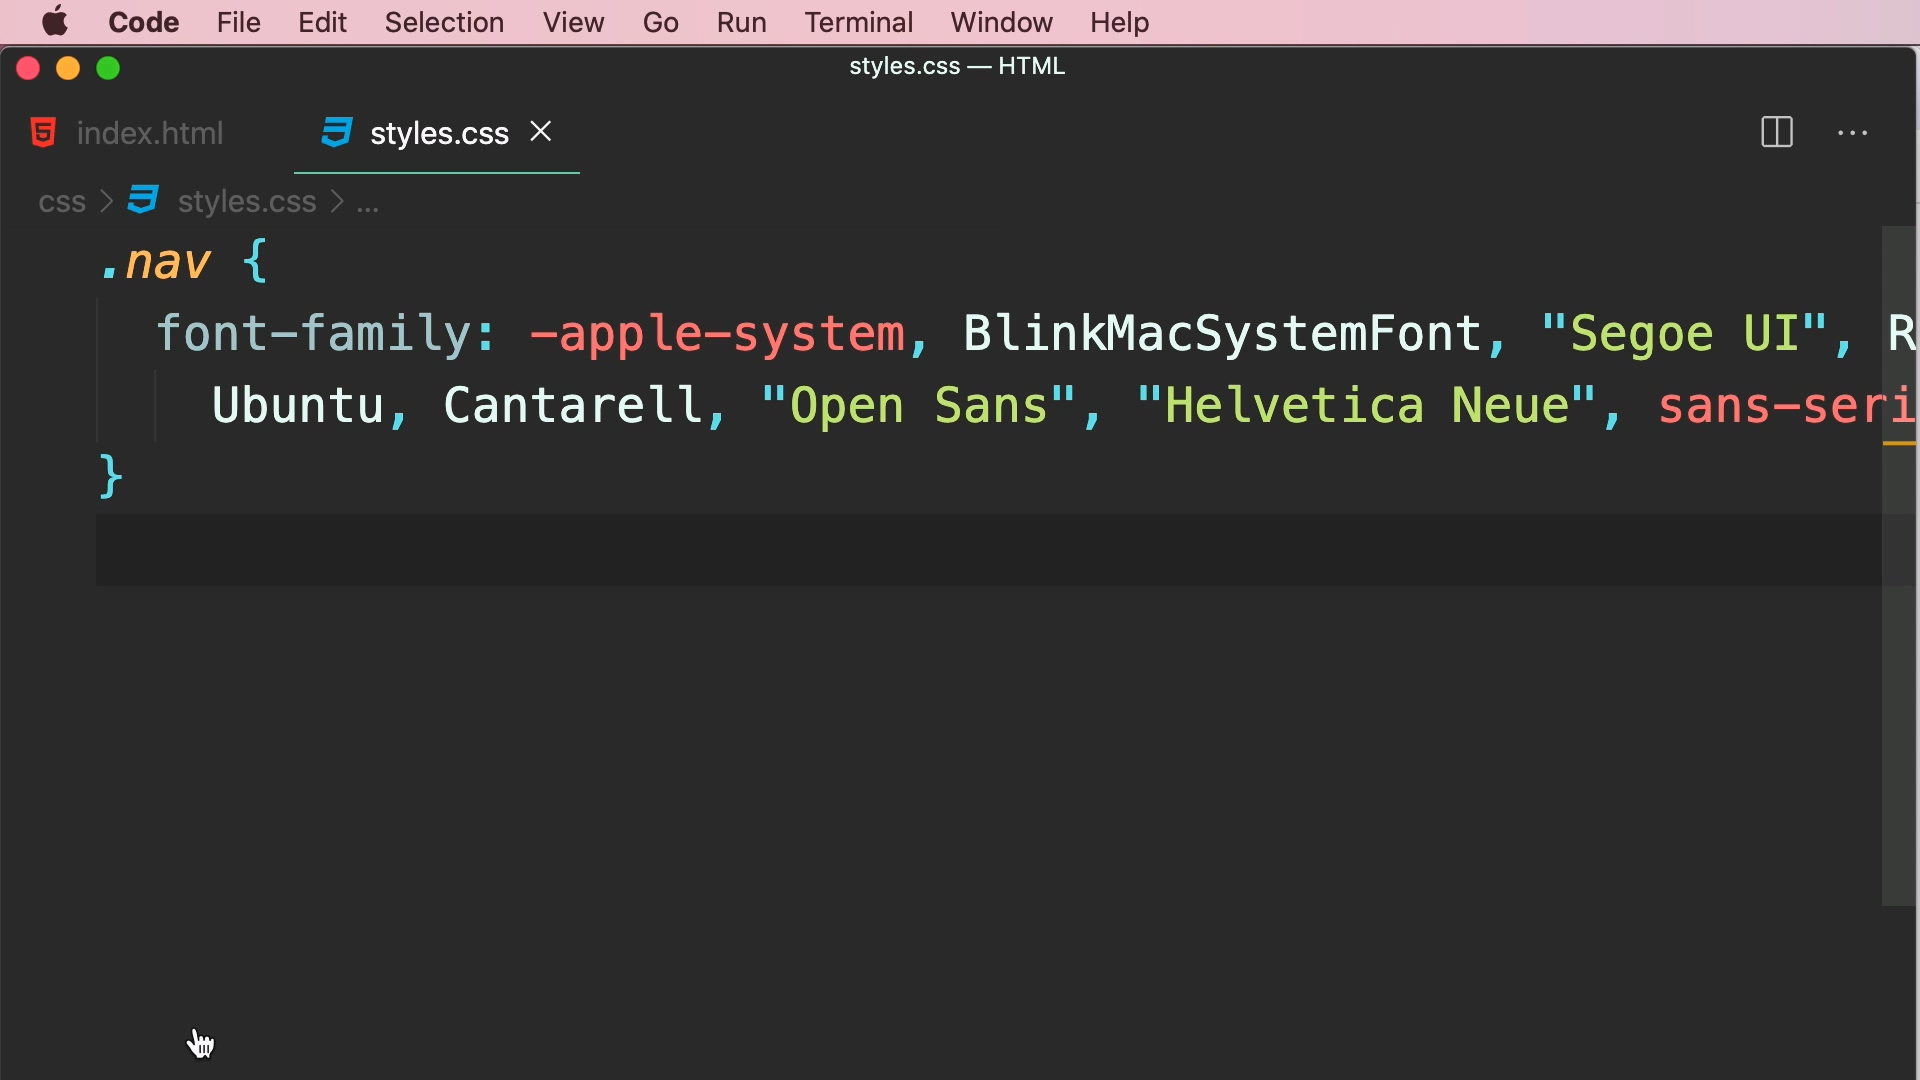 Code File Edit Selection View Go Run Terminal Window Help
styles.css — HTML
index.html styles.css
css > styles.css > ...
.nav {
font-family: -apple-system, BlinkMacSystemFont, "Segoe UI", R
Ubuntu, Cantarell, "Open Sans", "Helvetica Neue", sans-seri
}